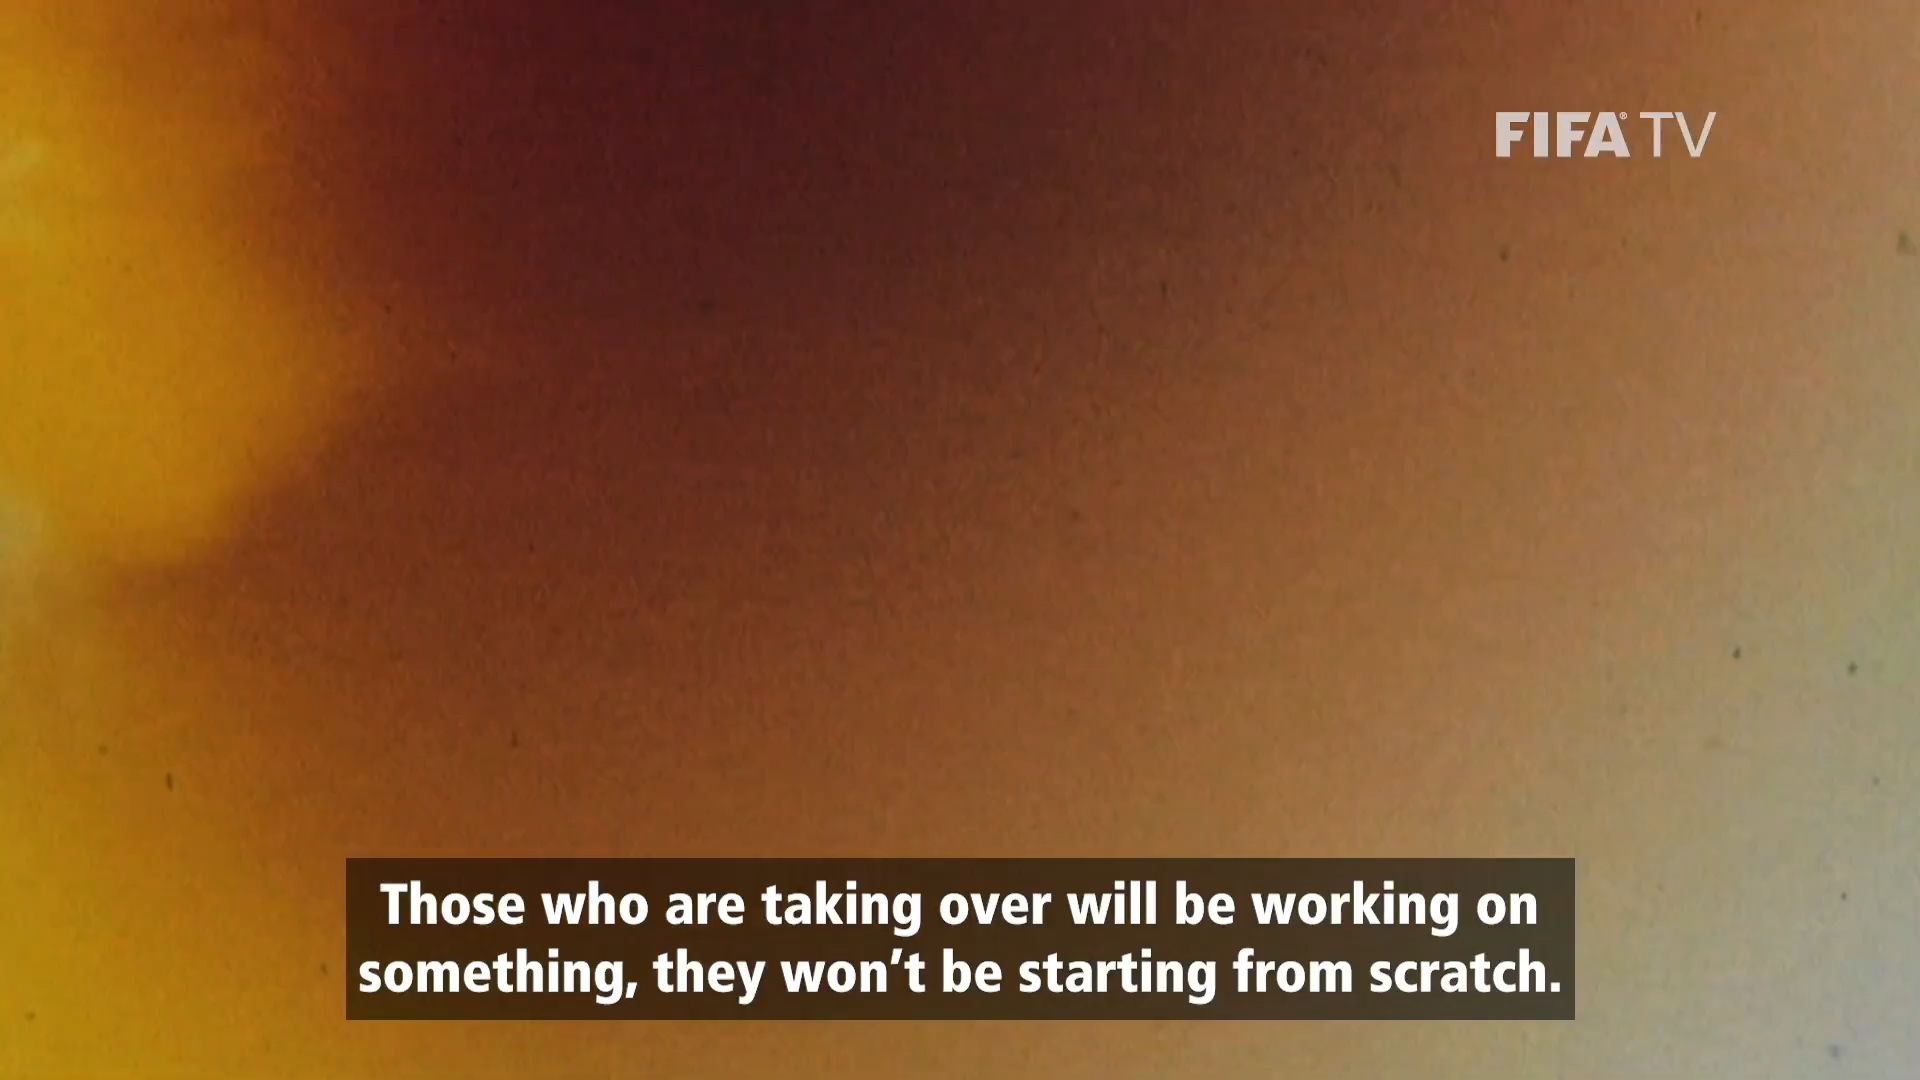 FIFA® TV
Those who are taking over will be working on
something, they won’t be starting from scratch.